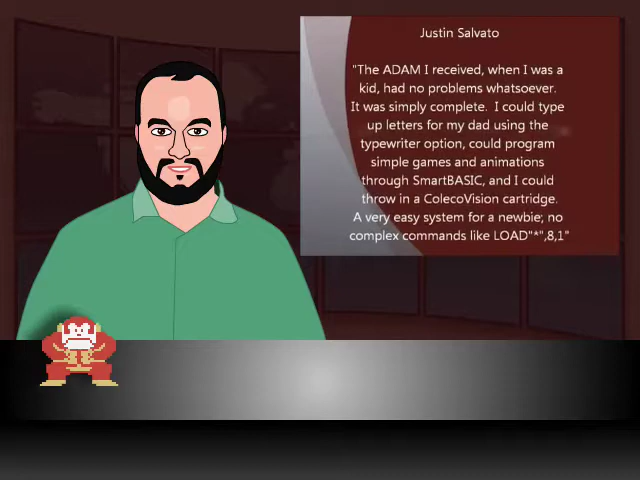 Justin Salvato
"The ADAM I received, when I was a
kid, had no problems whatsoever.
It was simply complete.  I could type
up letters for my dad using the
typewriter option, could program
simple games and animations
through SmartBASIC, and I could
throw in a ColecoVision cartridge.
A very easy system for a newbie; no
complex commands like LOAD"*",8,1"